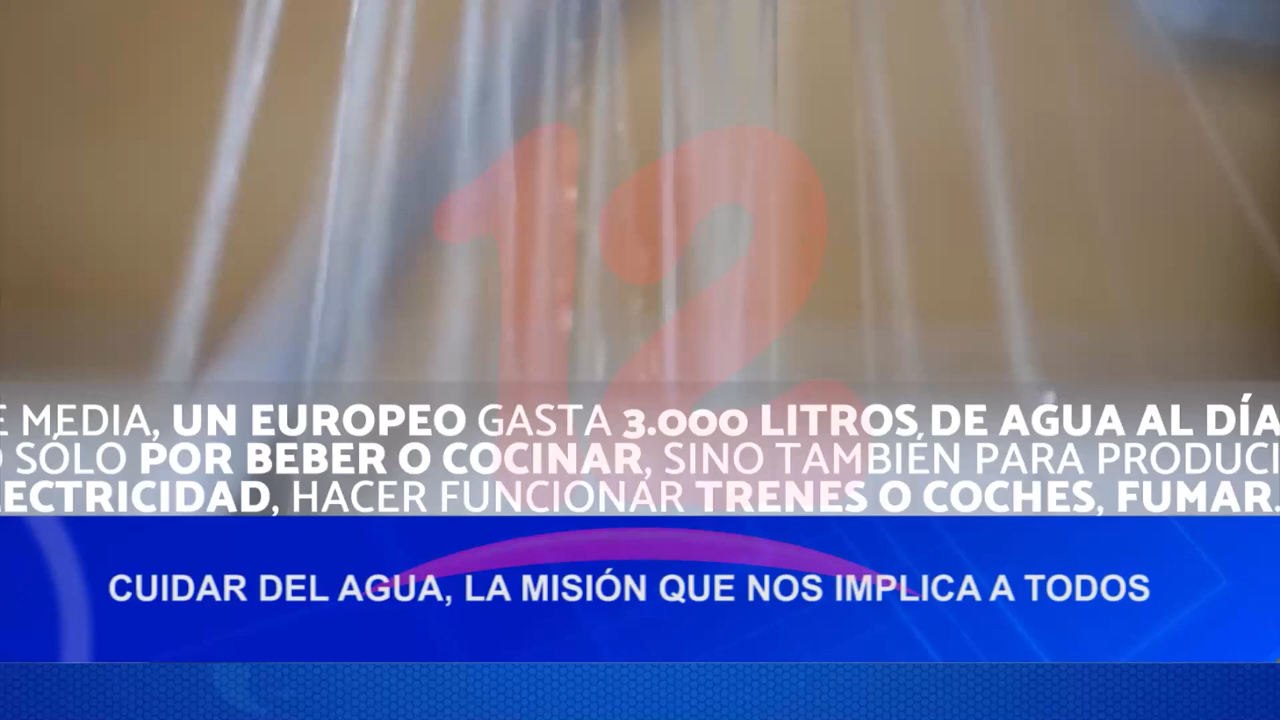 12
E MEDIA, UN EUROPEO GASTA 3.000 LITROS DE AGUA AL DÍA
SÓLO POR BEBER O COCINAR, SINO TAMBIÉN PARA PRODUCI
LECTRICIDAD, HACER FUNCIONAR TRENES O COCHES, FUMAR.
CUIDAR DEL AGUA, LA MISIÓN QUE NOS IMPLICA A TODOS